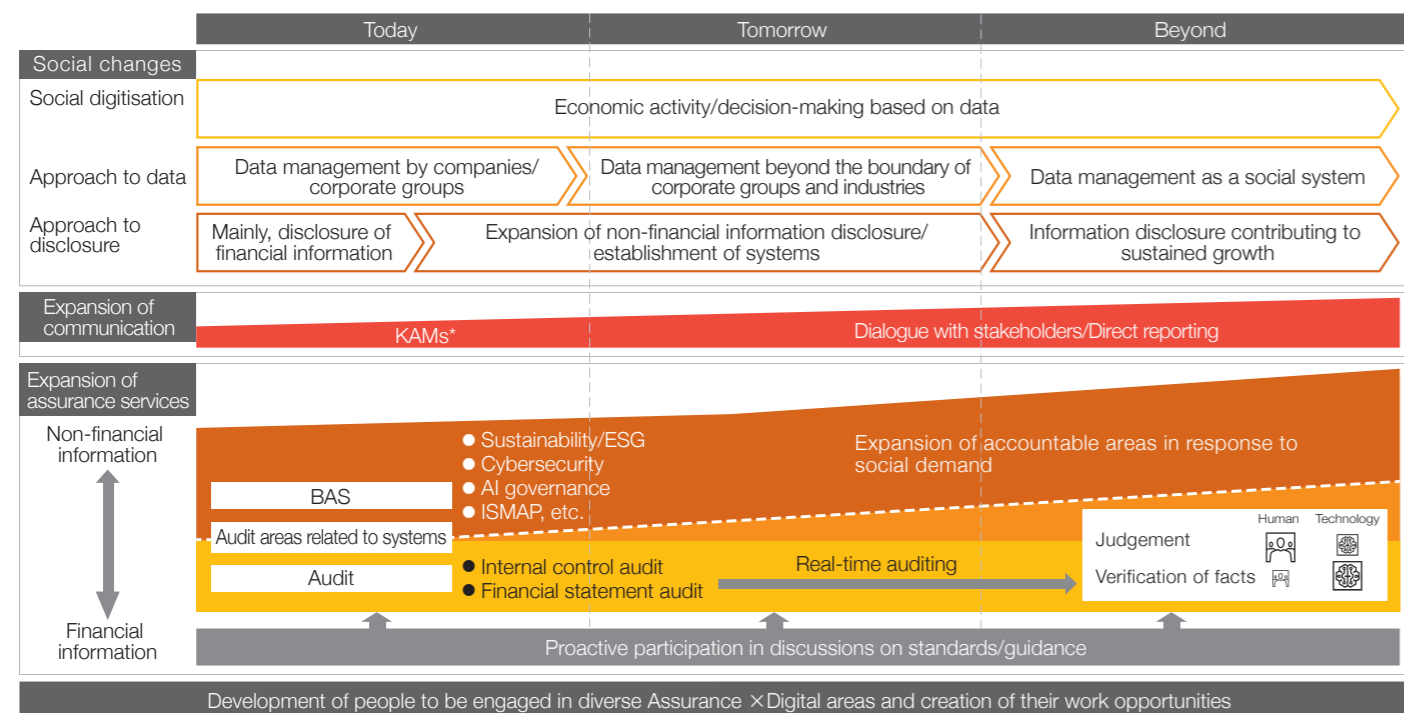 Today
Tomorrow
Beyond
Social changes
Social digitisation
Economic activity/decision-making based on data
Approach to data
Data management by companies/
corporate groups
Data management beyond the boundary of
corporate groups and industries
Data management as a social system
Approach to
disclosure
Mainly, disclosure of
financial information
Expansion of non-financial information disclosure/
establishment of systems
Information disclosure contributing to
sustained growth
Expansion of
communication
KAMs*
Dialogue with stakeholders/Direct reporting
Expansion of
assurance services
Non-financial
information
Financial
information
BAS
Audit areas related to systems
Audit
● Sustainability/ESG
● Cybersecurity
● AI governance
● ISMAP, etc.
● Internal control audit
● Financial statement audit
Expansion of accountable areas in response to
social demand
Real-time auditing
Human
Technology
Judgement
Verification of facts
Proactive participation in discussions on standards/guidance
Development of people to be engaged in diverse Assurance ×Digital areas and creation of their work opportunities